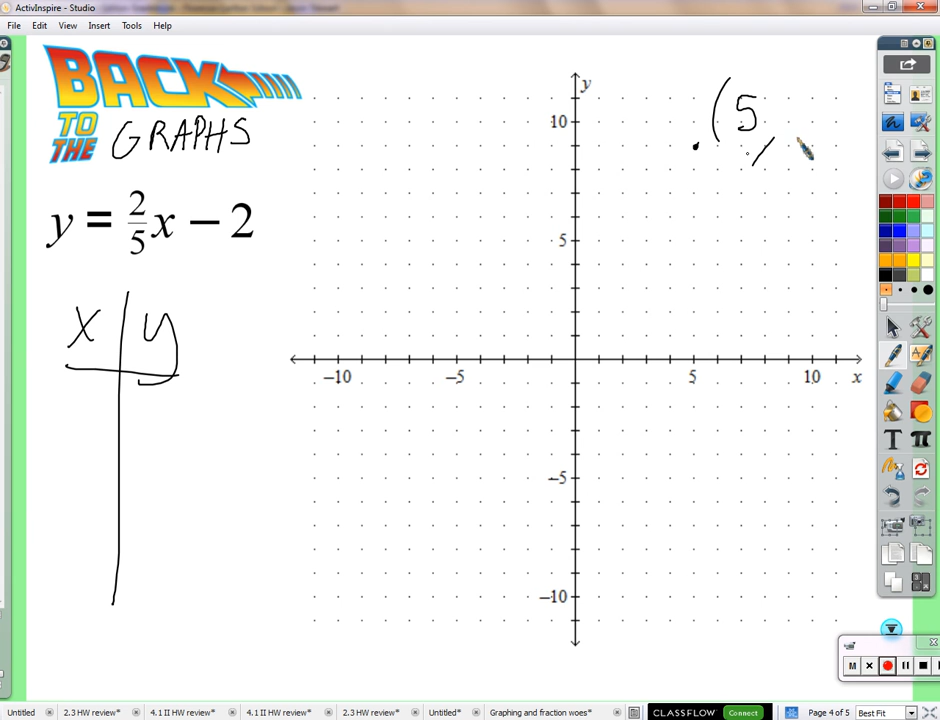 ActivInspire - Studio
File Edit View Insert Tools Help
BACK
TO
THE GRAPHS
y = 2/5 x − 2
x y
y
10
5
−10 −5 5 10 x
−5
−10
(5,
M
Untitled 2.3 HW review* 4.1 II HW review* 4.1 II HW review* 2.3 HW review* Untitled* Graphing and fraction woes* CLASSFLOW Connect Page 4 of 5 Best Fit